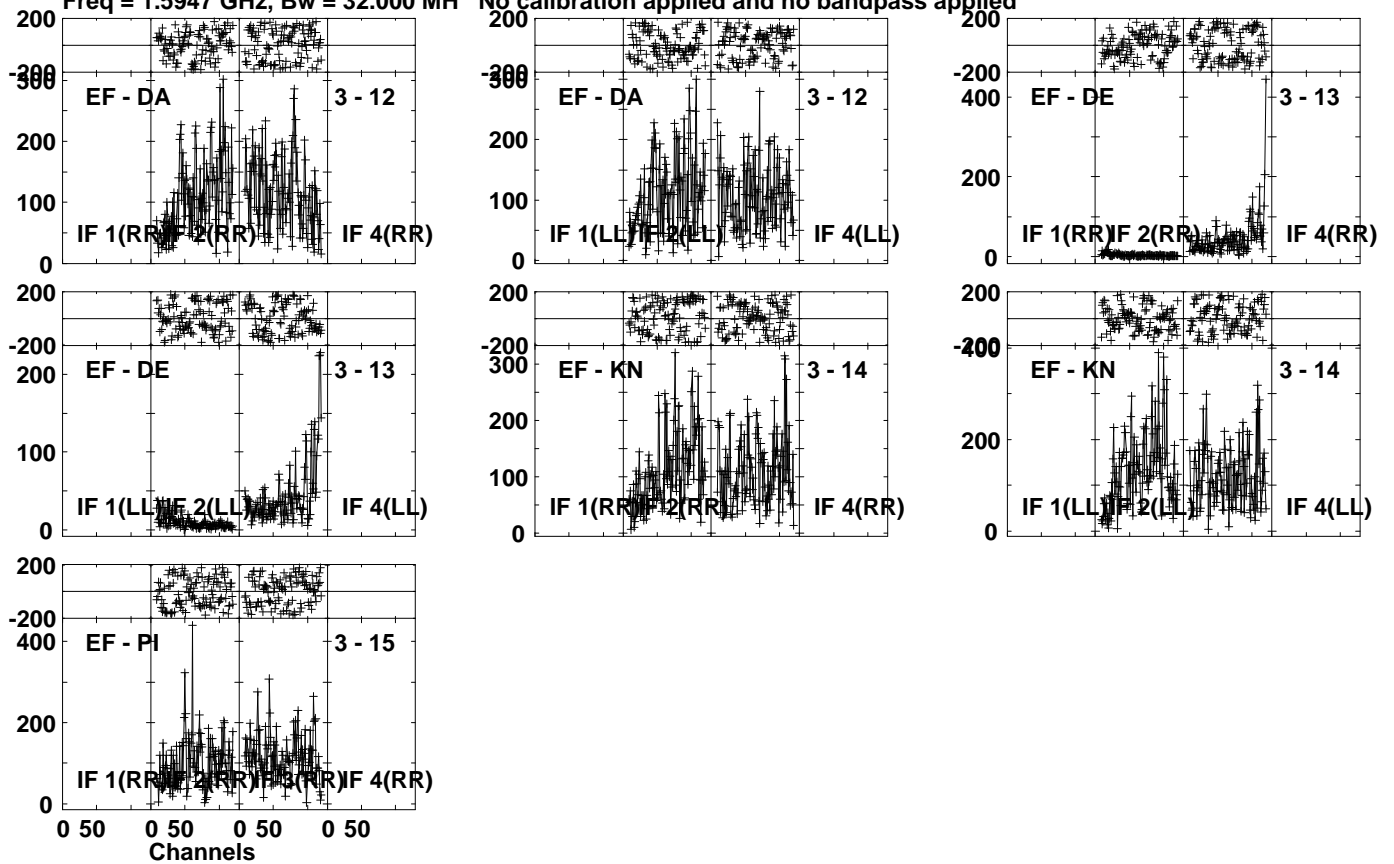 Freq = 1.5947 GHz, Bw = 32.000 MH No calibration applied and no bandpass applied
200
-200
300
200
100
0
EF - DA
3 - 12
IF 1(RR)
IF 2(RR)
IF 4(RR)
200
-200
300
200
100
0
EF - DA
3 - 12
IF 1(LL)
IF 2(LL)
IF 4(LL)
200
-200
400
200
0
EF - DE
3 - 13
IF 1(RR)
IF 2(RR)
IF 4(RR)
200
-200
200
100
0
EF - DE
3 - 13
IF 1(LL)
IF 2(LL)
IF 4(LL)
200
-200
300
200
100
0
EF - KN
3 - 14
IF 1(RR)
IF 2(RR)
IF 4(RR)
200
-200
400
200
0
EF - KN
3 - 14
IF 1(LL)
IF 2(LL)
IF 4(LL)
200
-200
400
200
0
EF - PI
3 - 15
IF 1(RR)
IF 2(RR)
IF 3(RR)
IF 4(RR)
0 50 0 50 0 50 0 50
Channels